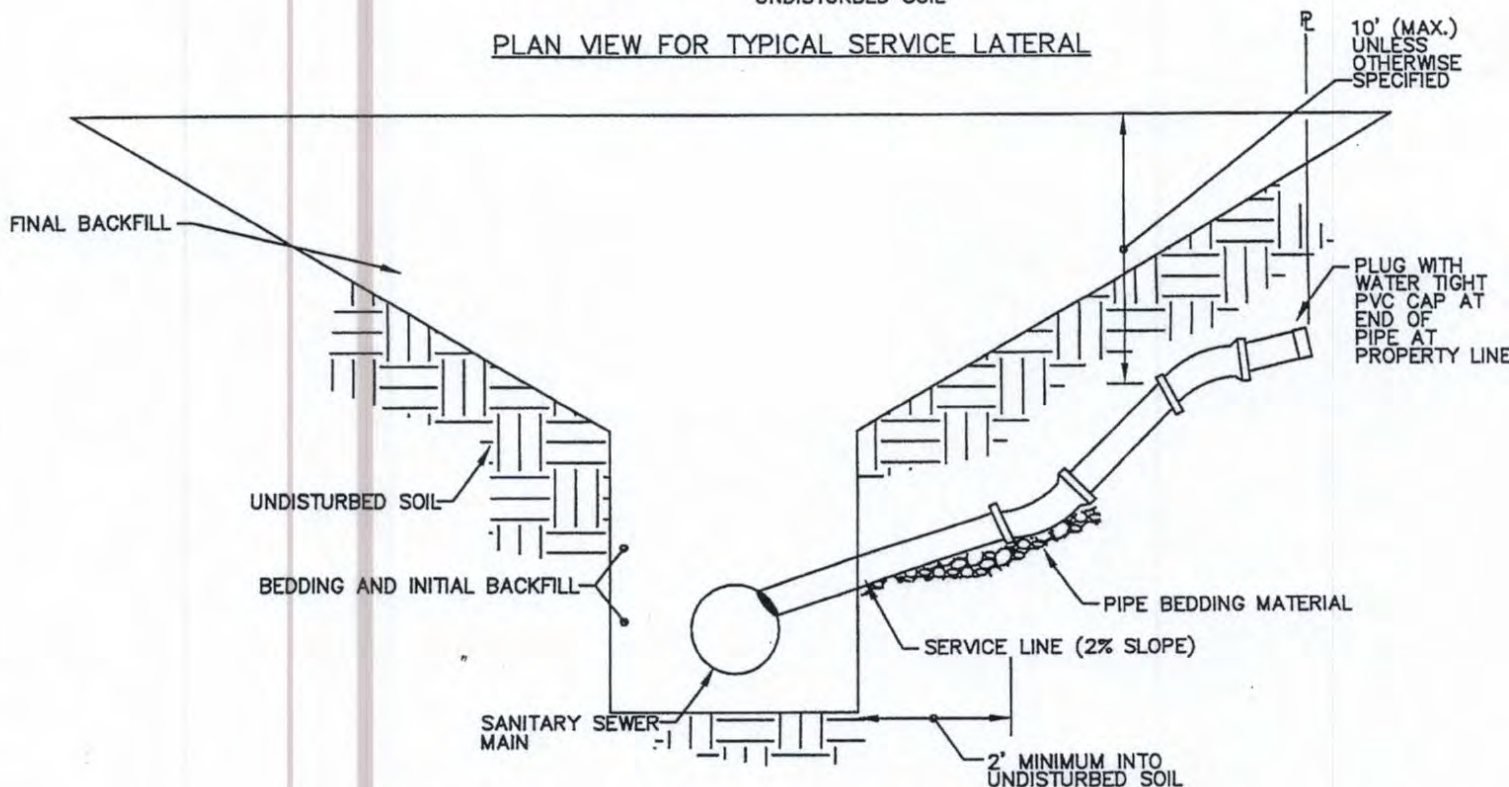 UNDISTURBED SOIL
PLAN VIEW FOR TYPICAL SERVICE LATERAL
PL
10' (MAX.)
UNLESS
OTHERWISE
SPECIFIED
FINAL BACKFILL
PLUG WITH
WATER TIGHT
PVC CAP AT
END OF
PIPE AT
PROPERTY LINE
UNDISTURBED SOIL
BEDDING AND INITIAL BACKFILL
PIPE BEDDING MATERIAL
SERVICE LINE (2% SLOPE)
SANITARY SEWER
MAIN
2' MINIMUM INTO
UNDISTURBED SOIL